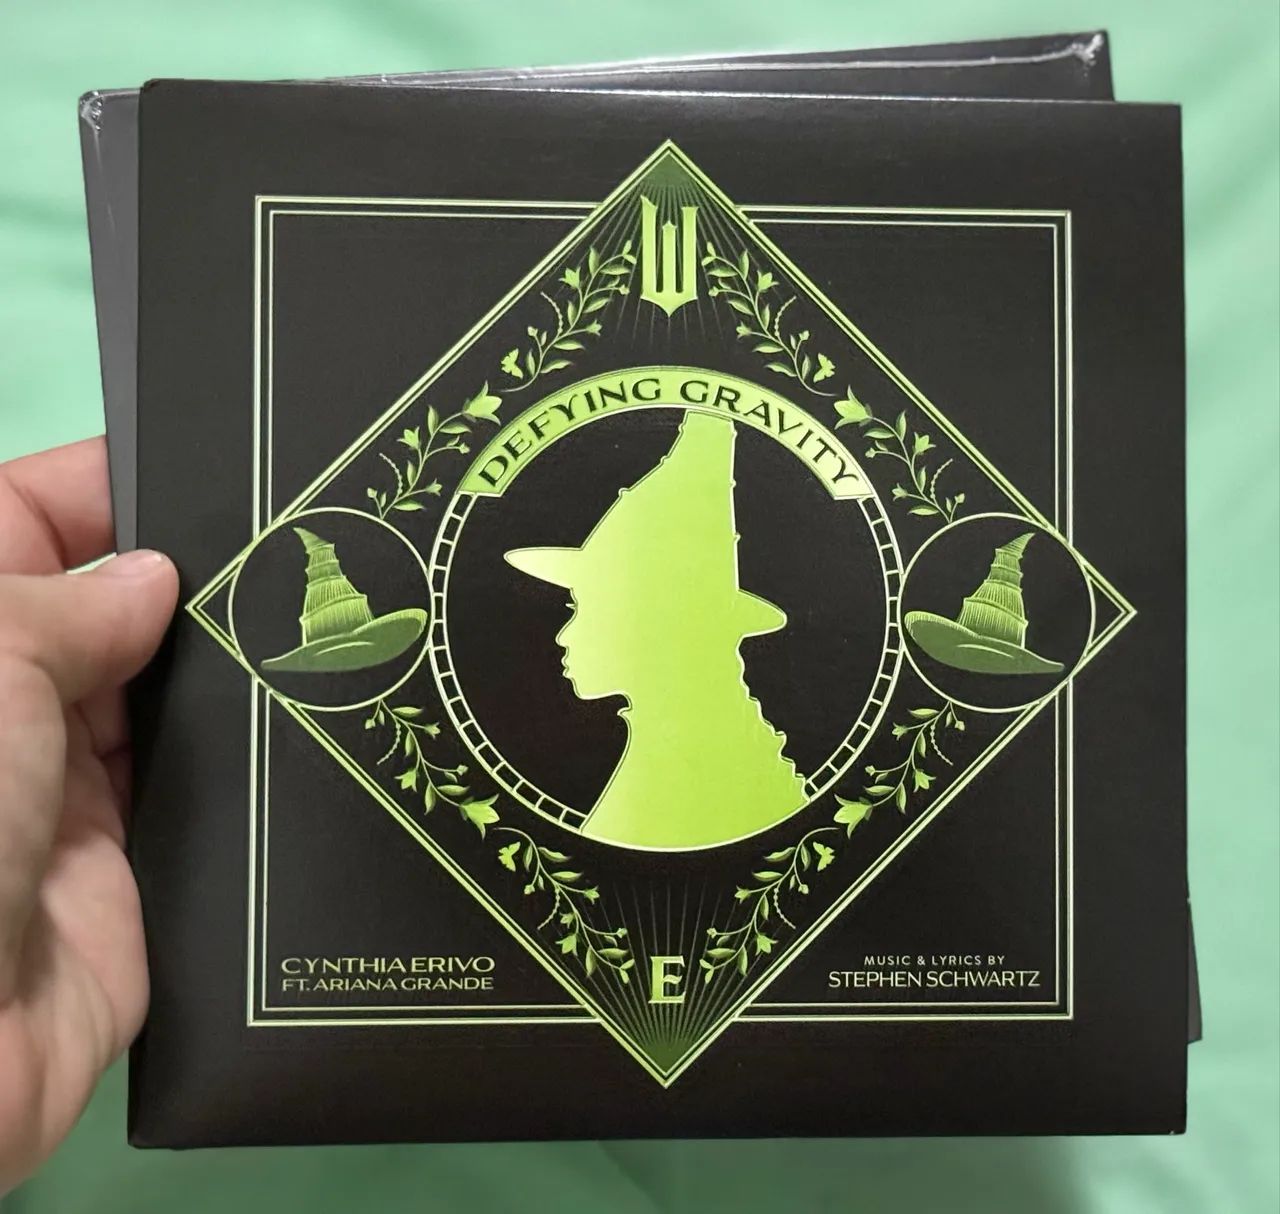 W
DEFYING GRAVITY
E
CYNTHIA ERIVO
FT. ARIANA GRANDE
MUSIC & LYRICS BY
STEPHEN SCHWARTZ